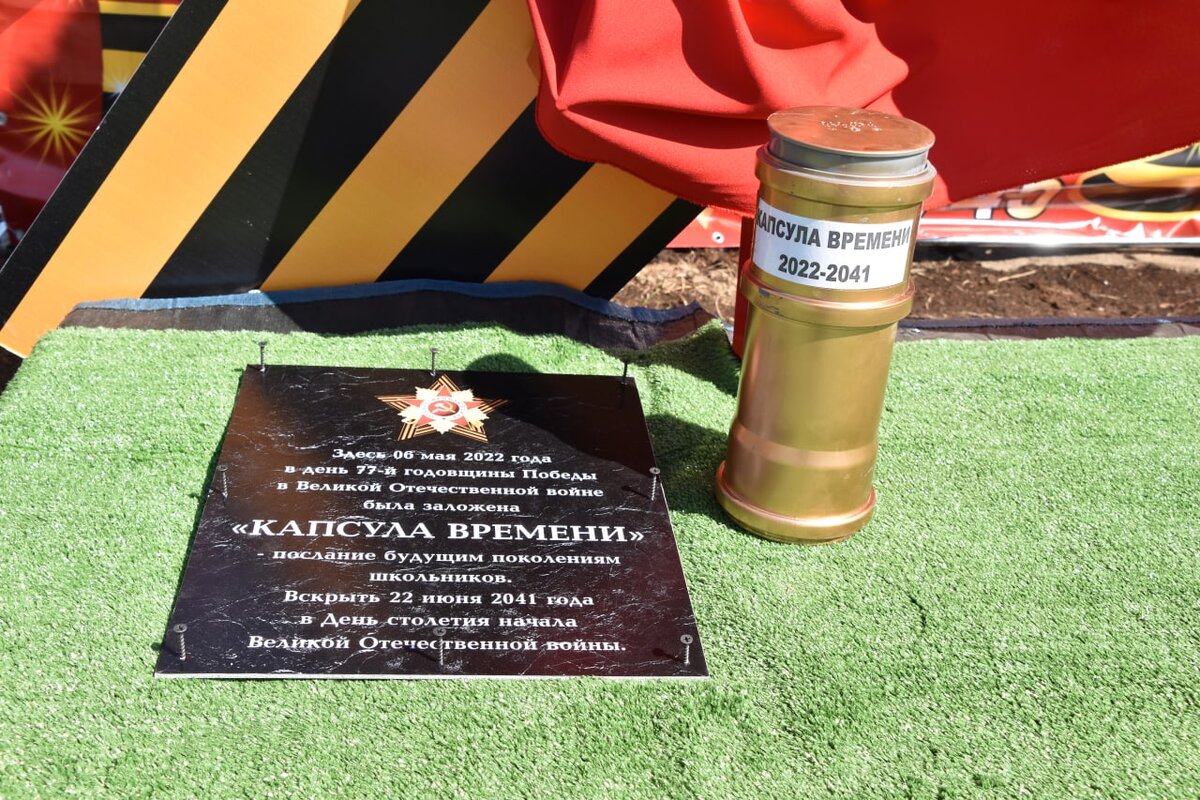 КАПСУЛА ВРЕМЕНИ
2022-2041
Здесь 06 мая 2022 года
в день 77-й годовщины Победы
в Великой Отечественной войне
была заложена
«КАПСУЛА ВРЕМЕНИ»
- послание будущим поколениям
школьников.
Вскрыть 22 июня 2041 года
в День столетия начала
Великой Отечественной войны.